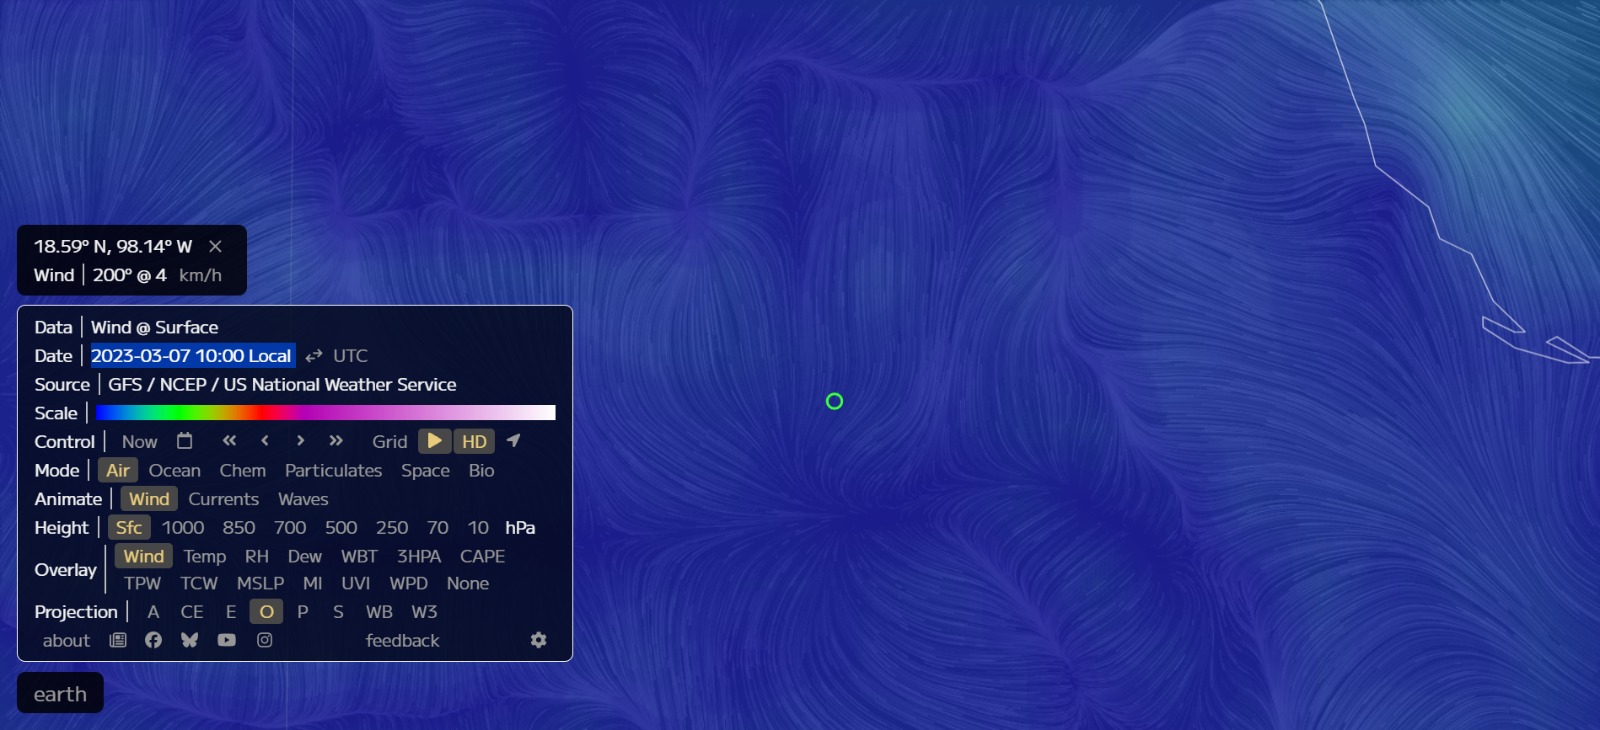 18.59° N, 98.14° W ×
Wind | 200° @ 4 km/h
Data | Wind @ Surface
Date | 2023-03-07 10:00 Local ⇄ UTC
Source | GFS / NCEP / US National Weather Service
Scale |
Control | Now « ‹ › » Grid ▶ HD
Mode | Air Ocean Chem Particulates Space Bio
Animate | Wind Currents Waves
Height | Sfc 1000 850 700 500 250 70 10 hPa
Overlay | Wind Temp RH Dew WBT 3HPA CAPE
TPW TCW MSLP MI UVI WPD None
Projection | A CE E O P S WB W3
about feedback
earth